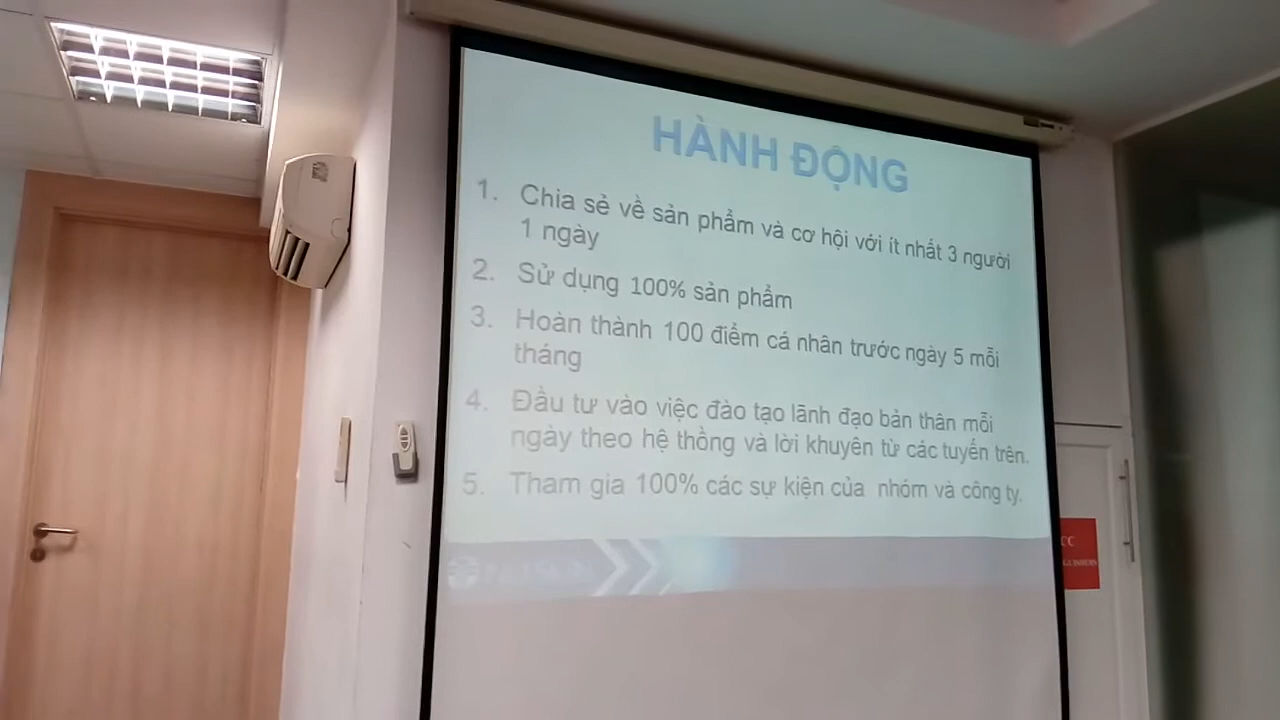 HÀNH ĐỘNG
1. Chia sẻ về sản phẩm và cơ hội với ít nhất 3 người
1 ngày
2. Sử dụng 100% sản phẩm
3. Hoàn thành 100 điểm cá nhân trước ngày 5 mỗi
tháng
4. Đầu tư vào việc đào tạo lãnh đạo bản thân mỗi
ngày theo hệ thống và lời khuyên từ các tuyến trên.
5. Tham gia 100% các sự kiện của nhóm và công ty.